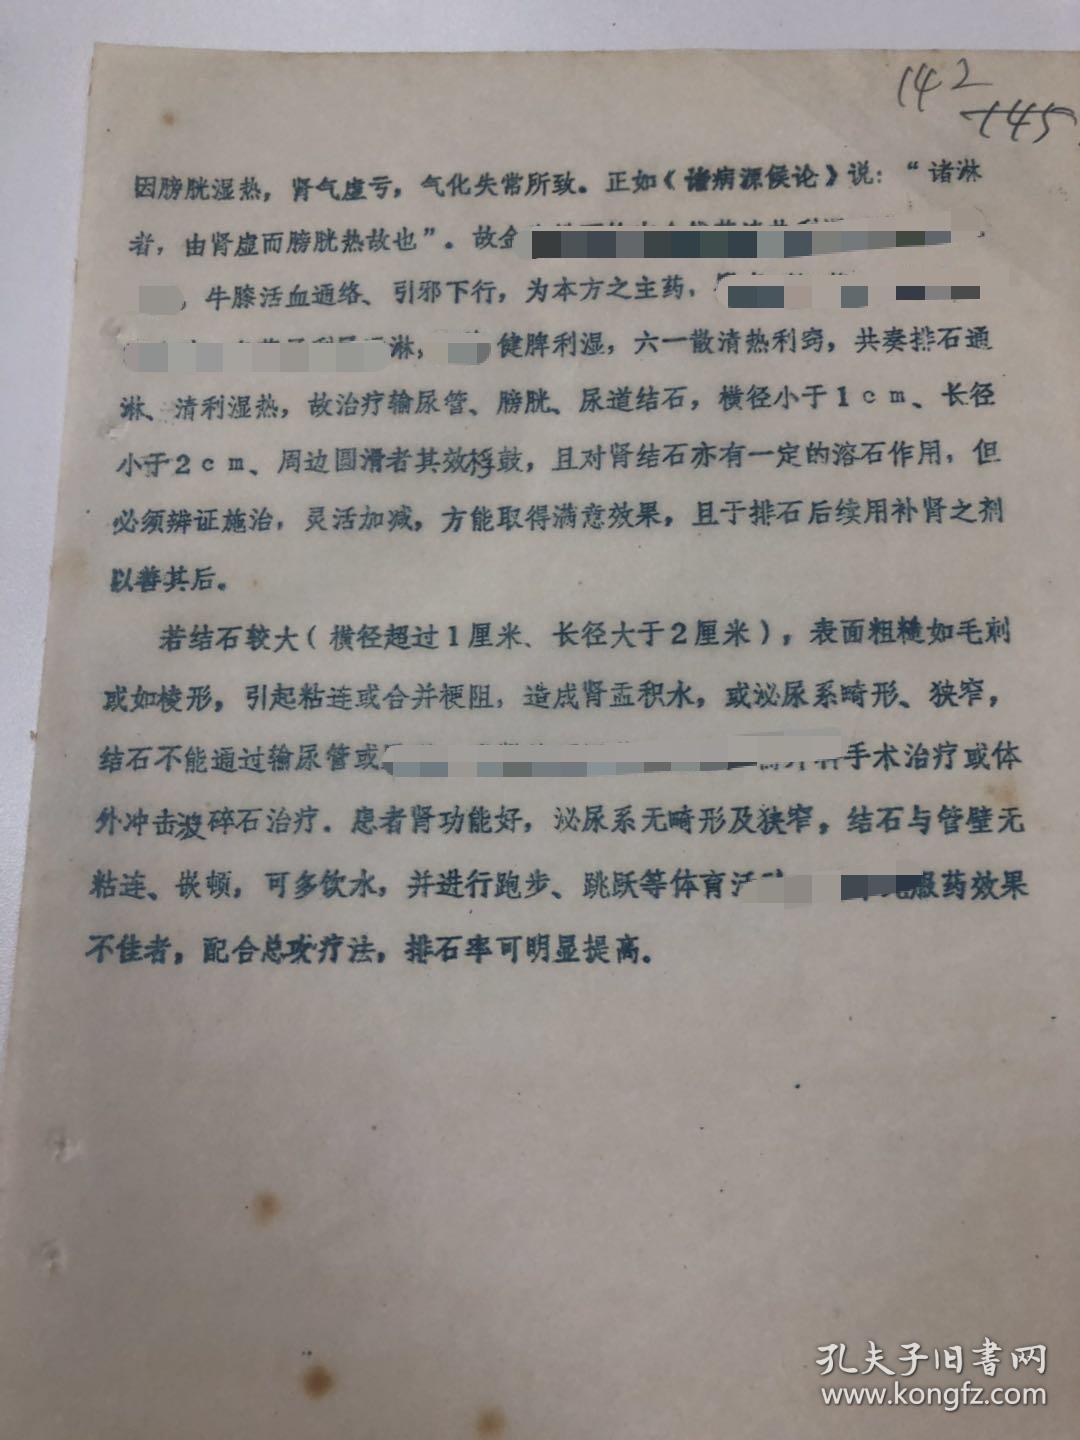 142
145
因膀胱湿热，肾气虚亏，气化失常所致。正如《诸病源候论》说：“诸淋
者，由肾虚而膀胱热故也”。故金
，牛膝活血通络、引邪下行，为本方之主药，
淋，健脾利湿，六一散清热利窍，共奏排石通
淋、清利湿热，故治疗输尿管、膀胱、尿道结石，横径小于1cm、长径
小于2cm、周边圆滑者其效桴鼓，且对肾结石亦有一定的溶石作用，但
必须辨证施治，灵活加减，方能取得满意效果，且于排石后续用补肾之剂
以善其后。
若结石较大（横径超过1厘米、长径大于2厘米），表面粗糙如毛刺
或如棱形，引起粘连或合并梗阻，造成肾盂积水，或泌尿系畸形、狭窄，
结石不能通过输尿管或手术治疗或体
外冲击波碎石治疗．患者肾功能好，泌尿系无畸形及狭窄，结石与管壁无
粘连、嵌顿，可多饮水，并进行跑步、跳跃等体育活服药效果
不佳者，配合总攻疗法，排石率可明显提高。
孔夫子旧书网
www.kongfz.com